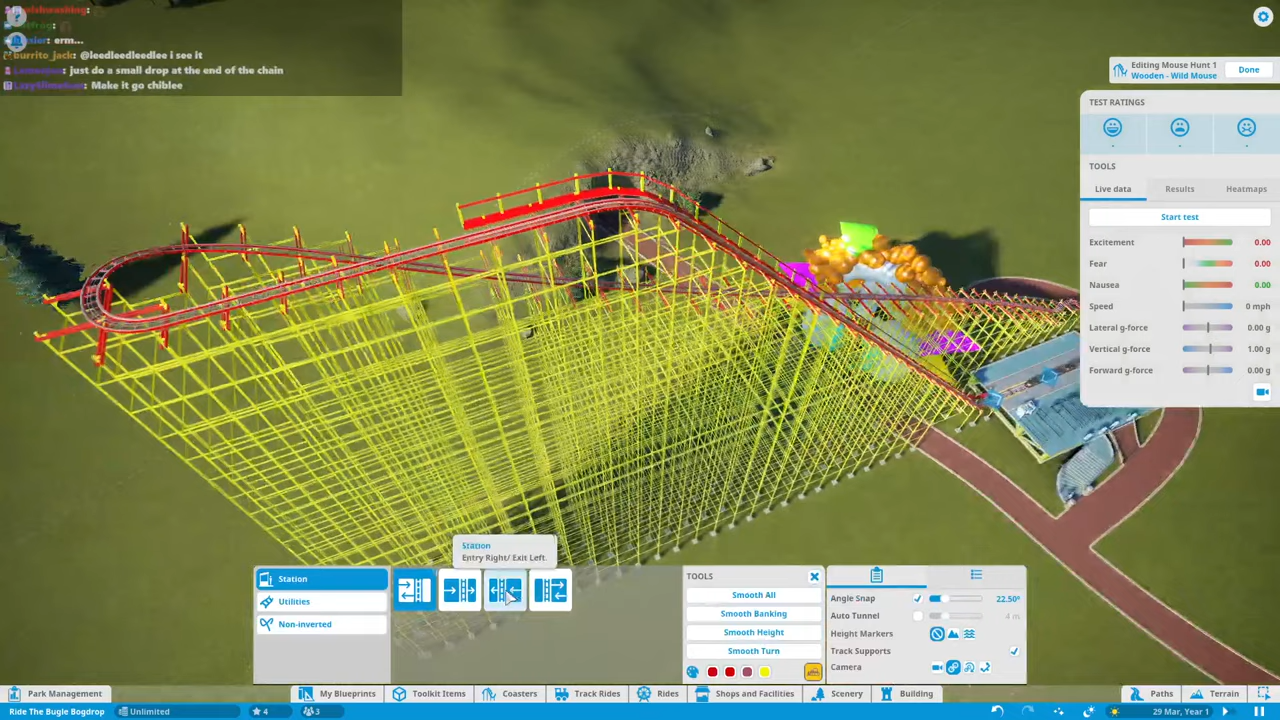 erm...
burrito_jack: @leedleedleedlee i see it
just do a small drop at the end of the chain
Make it go chiblee
Editing Mouse Hunt 1
Wooden - Wild Mouse
Done
TEST RATINGS
- - -
TOOLS
Live data Results Heatmaps
Start test
Excitement 0.00
Fear 0.00
Nausea 0.00
Speed 0 mph
Lateral g-force 0.00 g
Vertical g-force 1.00 g
Forward g-force 0.00 g
Station
Entry Right/ Exit Left.
Station
Utilities
Non-inverted
TOOLS
Smooth All
Smooth Banking
Smooth Height
Smooth Turn
Angle Snap 22.50°
Auto Tunnel 4 m
Height Markers
Track Supports
Camera
Park Management My Blueprints Toolkit Items Coasters Track Rides Rides Shops and Facilities Scenery Building Paths Terrain
Ride The Bugle Bogdrop Unlimited 4 3 29 Mar, Year 1